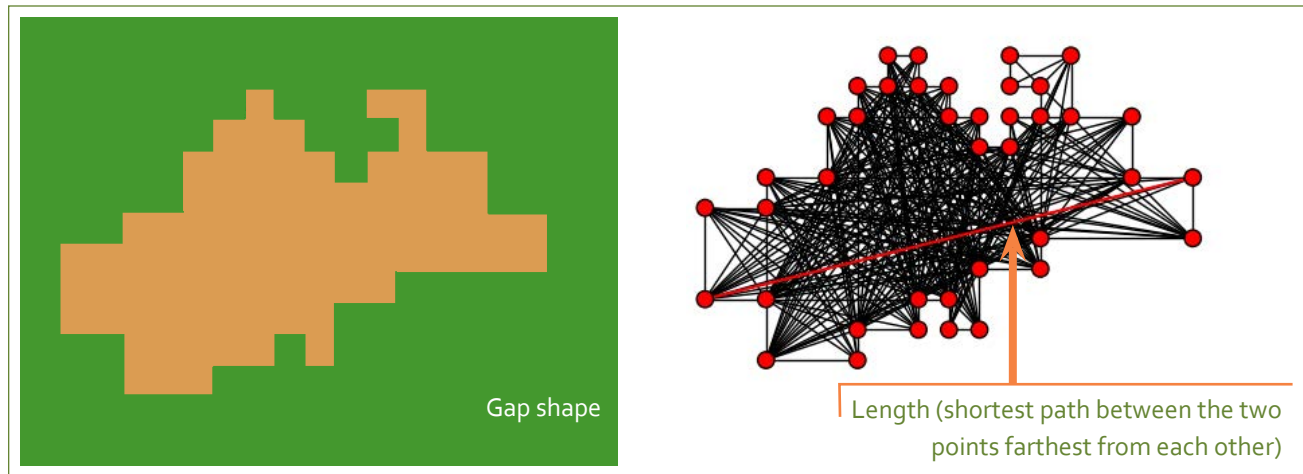 Gap shape
Length (shortest path between the two
points farthest from each other)